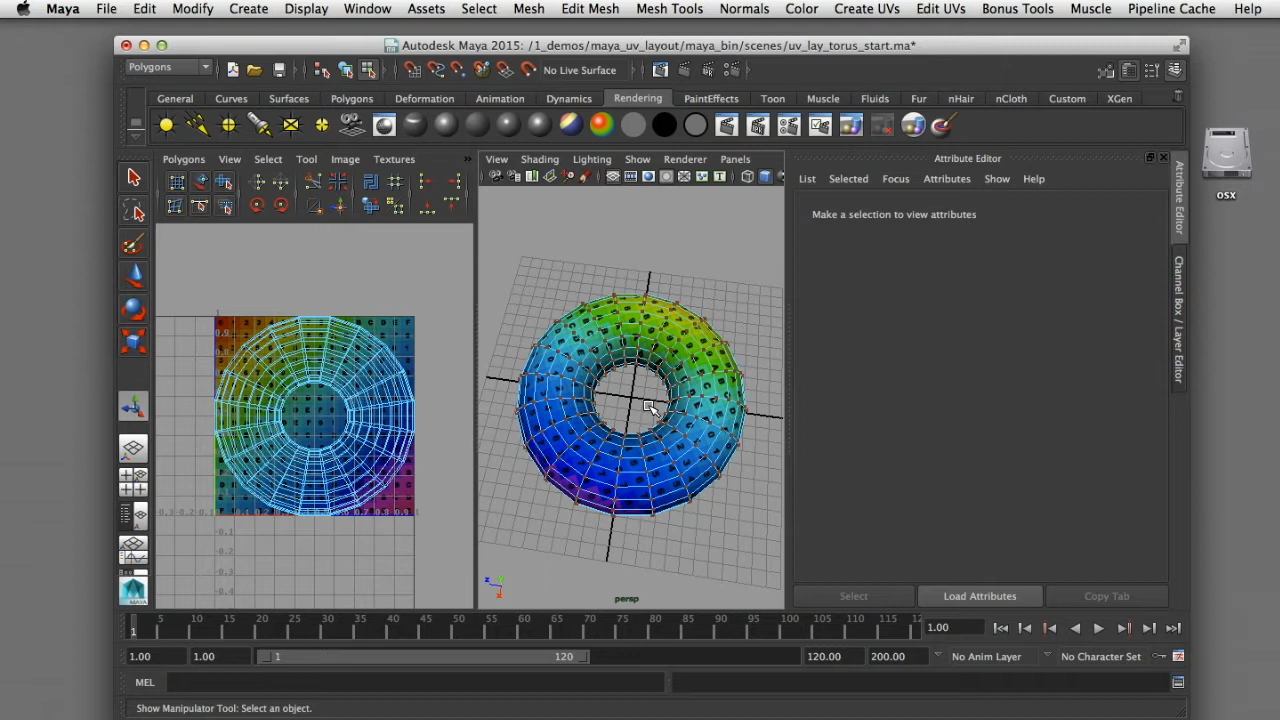 Maya File Edit Modify Create Display Window Assets Select Mesh Edit Mesh Mesh Tools Normals Color Create UVs Edit UVs Bonus Tools Muscle Pipeline Cache Help
Autodesk Maya 2015: /1_demos/maya_uv_layout/maya_bin/scenes/uv_lay_torus_start.ma*
Polygons No Live Surface
General Curves Surfaces Polygons Deformation Animation Dynamics Rendering PaintEffects Toon Muscle Fluids Fur nHair nCloth Custom XGen
Polygons View Select Tool Image Textures »
View Shading Lighting Show Renderer Panels
Attribute Editor
List Selected Focus Attributes Show Help
Make a selection to view attributes
Attribute Editor
Channel Box / Layer Editor
OSX
persp
Select Load Attributes Copy Tab
1 5 10 15 20 25 30 35 40 45 50 55 60 65 70 75 80 85 90 95 100 105 110 115 12
1.00
1.00 1.00 1 120 120.00 200.00 No Anim Layer No Character Set
MEL
Show Manipulator Tool: Select an object.